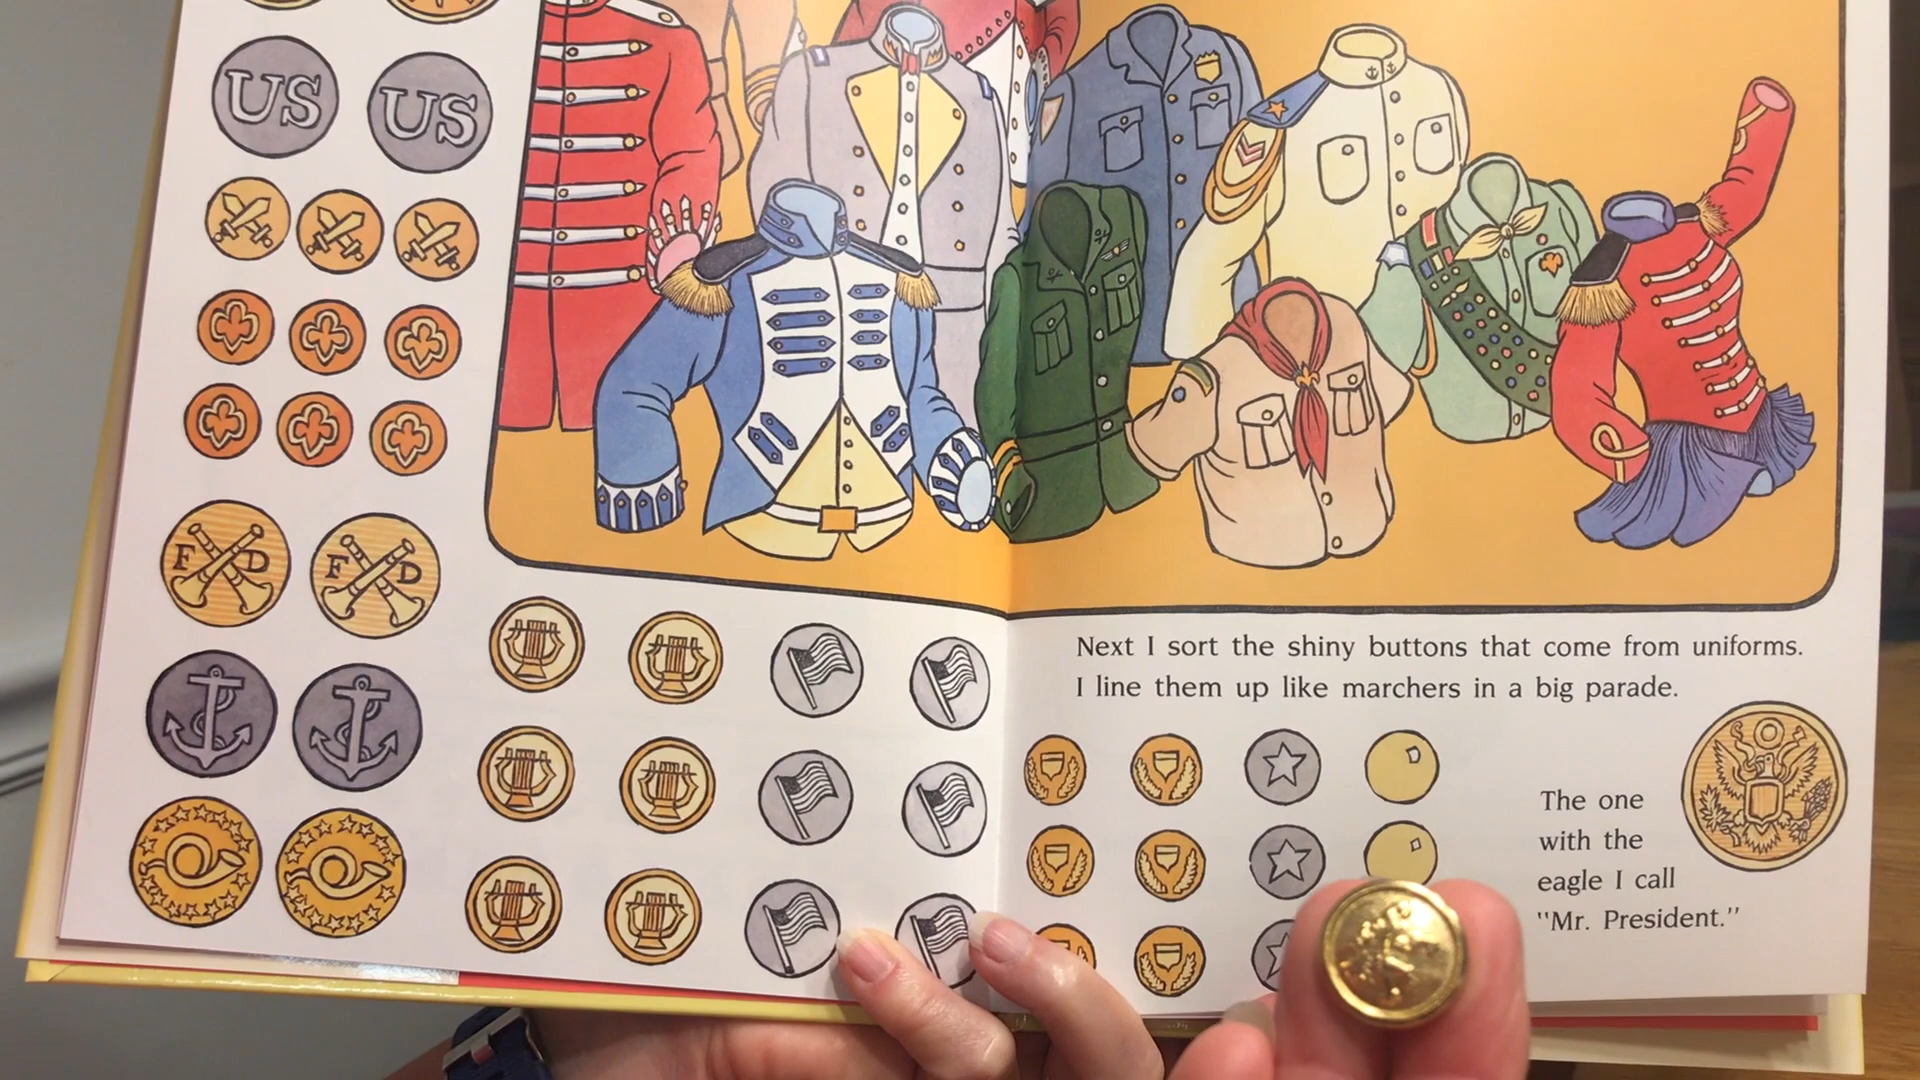 US US
F D F D
Next I sort the shiny buttons that come from uniforms.
I line them up like marchers in a big parade.
The one
with the
eagle I call
"Mr. President."